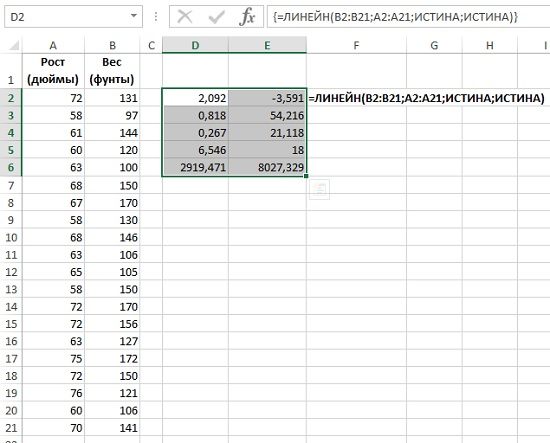 D2 {=ЛИНЕЙН(B2:B21;A2:A21;ИСТИНА;ИСТИНА)}
A B C D E F G H I
1 Рост (дюймы) Вес (фунты)
2 72 131 2,092 -3,591 =ЛИНЕЙН(B2:B21;A2:A21;ИСТИНА;ИСТИНА)
3 58 97 0,818 54,216
4 61 144 0,267 21,118
5 60 120 6,546 18
6 63 100 2919,471 8027,329
7 68 150
8 67 170
9 58 130
10 68 146
11 63 106
12 65 105
13 58 150
14 72 170
15 72 156
16 63 127
17 75 172
18 72 150
19 76 121
20 60 106
21 70 141